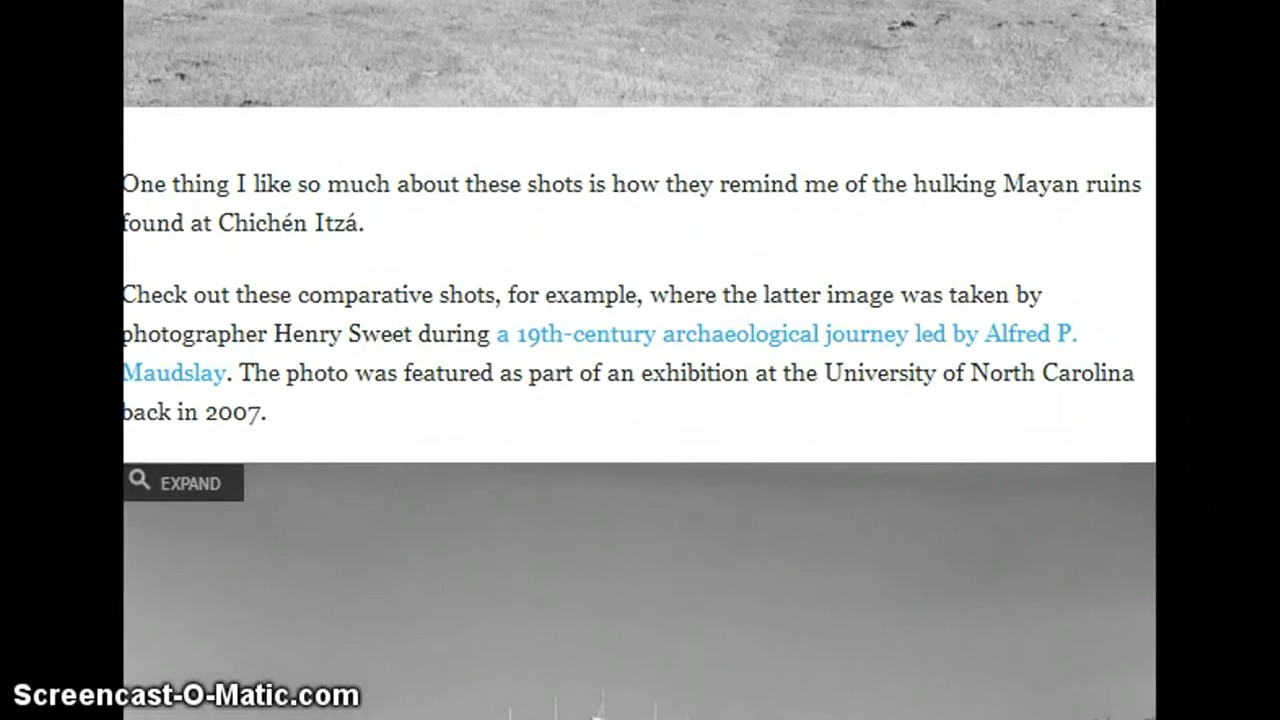 One thing I like so much about these shots is how they remind me of the hulking Mayan ruins
found at Chichén Itzá.
Check out these comparative shots, for example, where the latter image was taken by
photographer Henry Sweet during a 19th-century archaeological journey led by Alfred P.
Maudslay. The photo was featured as part of an exhibition at the University of North Carolina
back in 2007.
EXPAND
Screencast-O-Matic.com